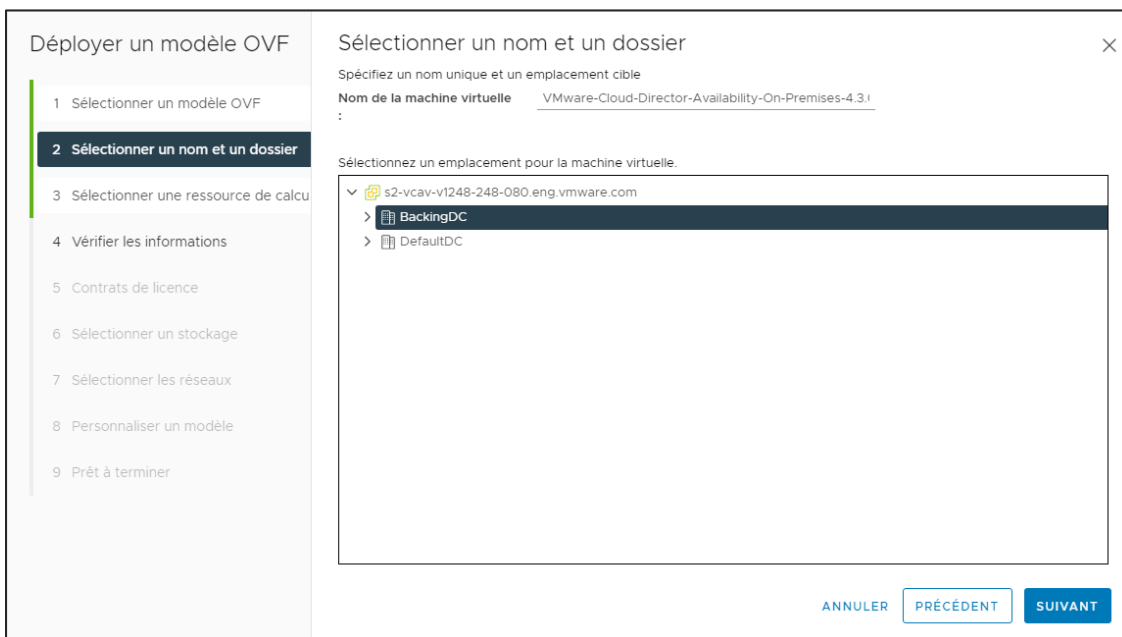 Déployer un modèle OVF
1 Sélectionner un modèle OVF
2 Sélectionner un nom et un dossier
3 Sélectionner une ressource de calcu
4 Vérifier les informations
5 Contrats de licence
6 Sélectionner un stockage
7 Sélectionner les réseaux
8 Personnaliser un modèle
9 Prêt à terminer
Sélectionner un nom et un dossier
Spécifiez un nom unique et un emplacement cible
Nom de la machine virtuelle VMware-Cloud-Director-Availability-On-Premises-4.3.
:
Sélectionnez un emplacement pour la machine virtuelle.
s2-vcav-v1248-248-080.eng.vmware.com
BackingDC
DefaultDC
ANNULER PRÉCÉDENT SUIVANT